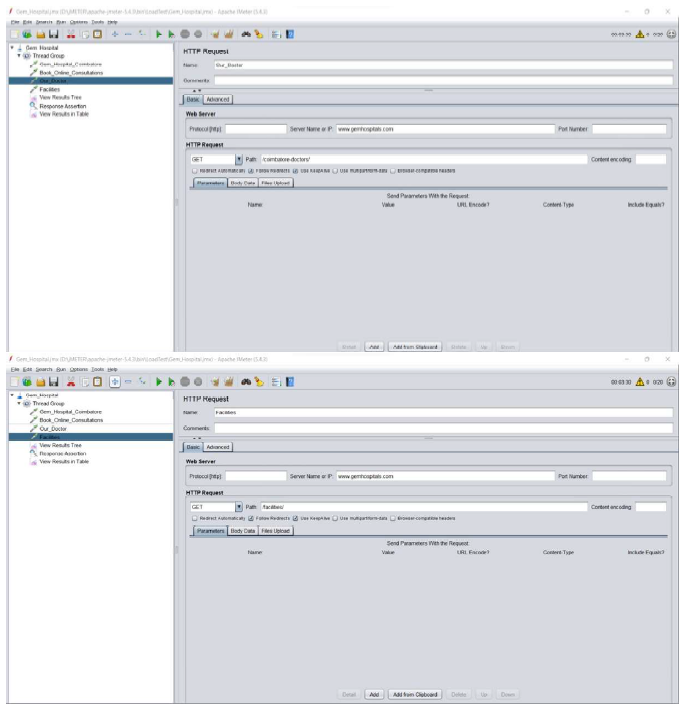 Gem_Hospital.jmx (D:\JMETER\apache-jmeter-5.4.3\bin\LoadTest\Gem_Hospital.jmx) - Apache JMeter (5.4.3)
File Edit Search Run Options Tools Help
0/20
Gem_Hospital
Thread Group
Gem_Hospital_Coimbatore
Book_Online_Consultations
Our_Doctor
Facilities
View Results Tree
Response Assertion
View Results in Table
HTTP Request
Name: Our_Doctor
Comments:
Basic Advanced
Web Server
Protocol [http]: Server Name or IP: www.gemhospitals.com Port Number:
HTTP Request
GET Path: /coimbatore-doctors/ Content encoding:
Redirect Automatically Follow Redirects Use KeepAlive Use multipart/form-data Browser-compatible headers
Parameters Body Data Files Upload
Send Parameters With the Request:
Name: Value URL Encode? Content-Type Include Equals?
Detail Add Add from Clipboard Delete Up Down
Gem_Hospital.jmx (D:\JMETER\apache-jmeter-5.4.3\bin\LoadTest\Gem_Hospital.jmx) - Apache JMeter (5.4.3)
File Edit Search Run Options Tools Help
00:03:30 0 0/20
Gem_Hospital
Thread Group
Gem_Hospital_Coimbatore
Book_Online_Consultations
Our_Doctor
Facilities
View Results Tree
Response Assertion
View Results in Table
HTTP Request
Name: Facilities
Comments:
Basic Advanced
Web Server
Protocol [http]: Server Name or IP: www.gemhospitals.com Port Number:
HTTP Request
GET Path: /facilities/ Content encoding:
Redirect Automatically Follow Redirects Use KeepAlive Use multipart/form-data Browser-compatible headers
Parameters Body Data Files Upload
Send Parameters With the Request:
Name: Value URL Encode? Content-Type Include Equals?
Detail Add Add from Clipboard Delete Up Down